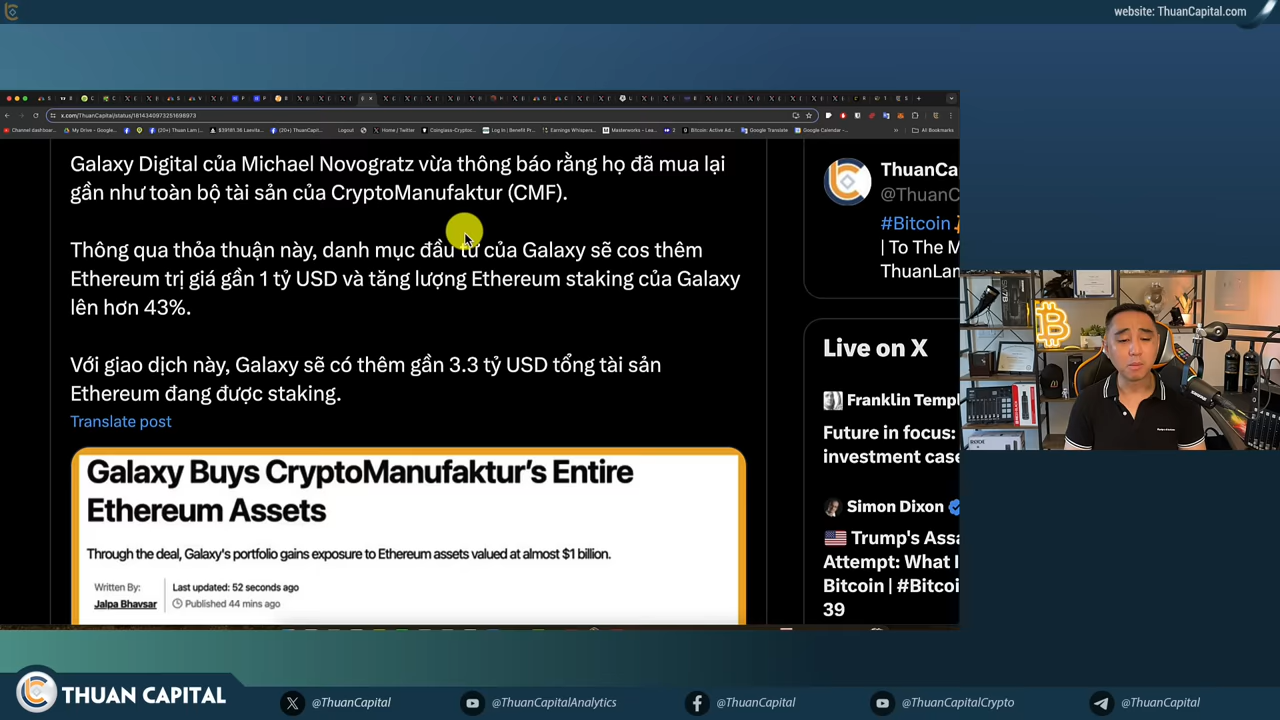 website: ThuanCapital.com
x.com/ThuanCapital/status/1814340973251698973
Galaxy Digital của Michael Novogratz vừa thông báo rằng họ đã mua lại
gần như toàn bộ tài sản của CryptoManufaktur (CMF).
Thông qua thỏa thuận này, danh mục đầu tư của Galaxy sẽ cos thêm
Ethereum trị giá gần 1 tỷ USD và tăng lượng Ethereum staking của Galaxy
lên hơn 43%.
Với giao dịch này, Galaxy sẽ có thêm gần 3.3 tỷ USD tổng tài sản
Ethereum đang được staking.
Translate post
Galaxy Buys CryptoManufaktur's Entire
Ethereum Assets
Through the deal, Galaxy's portfolio gains exposure to Ethereum assets valued at almost $1 billion.
Written By:
Jalpa Bhavsar
Last updated: 52 seconds ago
Published 44 mins ago
ThuanCa
@ThuanC
#Bitcoin
| To The M
ThuanLam
Live on X
Franklin Templ
Future in focus:
investment case
Simon Dixon
Trump's Assa
Attempt: What I
Bitcoin | #Bitcoi
39
THUAN CAPITAL
@ThuanCapital
@ThuanCapitalAnalytics
@ThuanCapital
@ThuanCapitalCrypto
@ThuanCapital